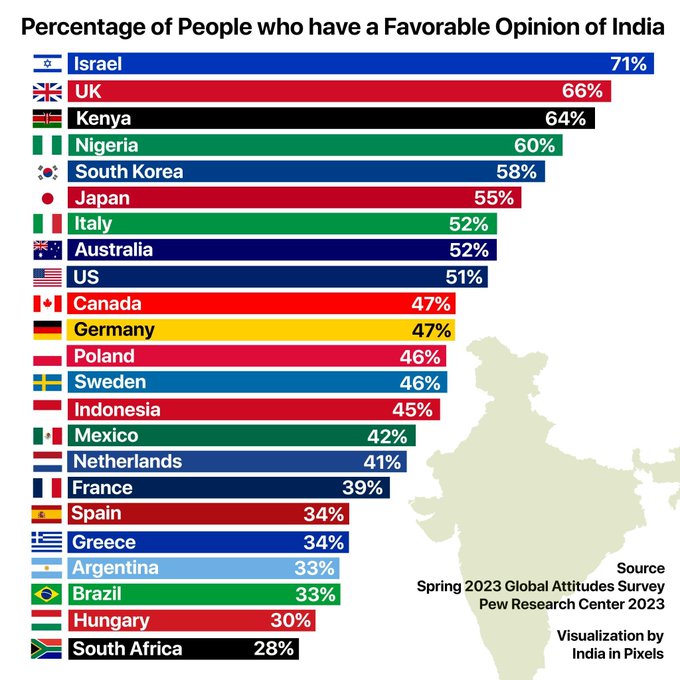 Percentage of People who have a Favorable Opinion of India
Israel 71%
UK 66%
Kenya 64%
Nigeria 60%
South Korea 58%
Japan 55%
Italy 52%
Australia 52%
US 51%
Canada 47%
Germany 47%
Poland 46%
Sweden 46%
Indonesia 45%
Mexico 42%
Netherlands 41%
France 39%
Spain 34%
Greece 34%
Argentina 33%
Brazil 33%
Hungary 30%
South Africa 28%
Source
Spring 2023 Global Attitudes Survey
Pew Research Center 2023
Visualization by
India in Pixels